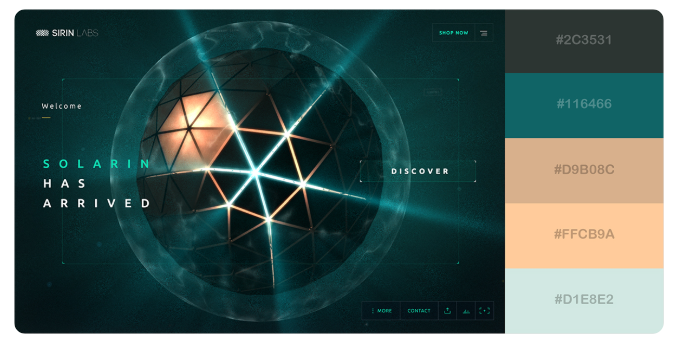 SIRIN LABS
SHOP NOW
Welcome
SOLARIN
HAS
ARRIVED
DISCOVER
MORE
CONTACT
#2C3531
#116466
#D9B08C
#FFCB9A
#D1E8E2